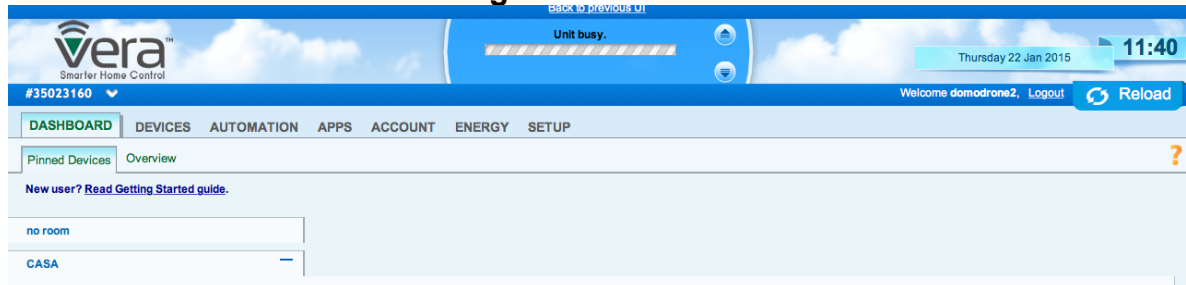 Back to previous UI
Unit busy.
vera™
Smarter Home Control
Thursday 22 Jan 2015
11:40
#35023160
Welcome domodrone2, Logout
Reload
DASHBOARD DEVICES AUTOMATION APPS ACCOUNT ENERGY SETUP
Pinned Devices Overview
?
New user? Read Getting Started guide.
no room
CASA